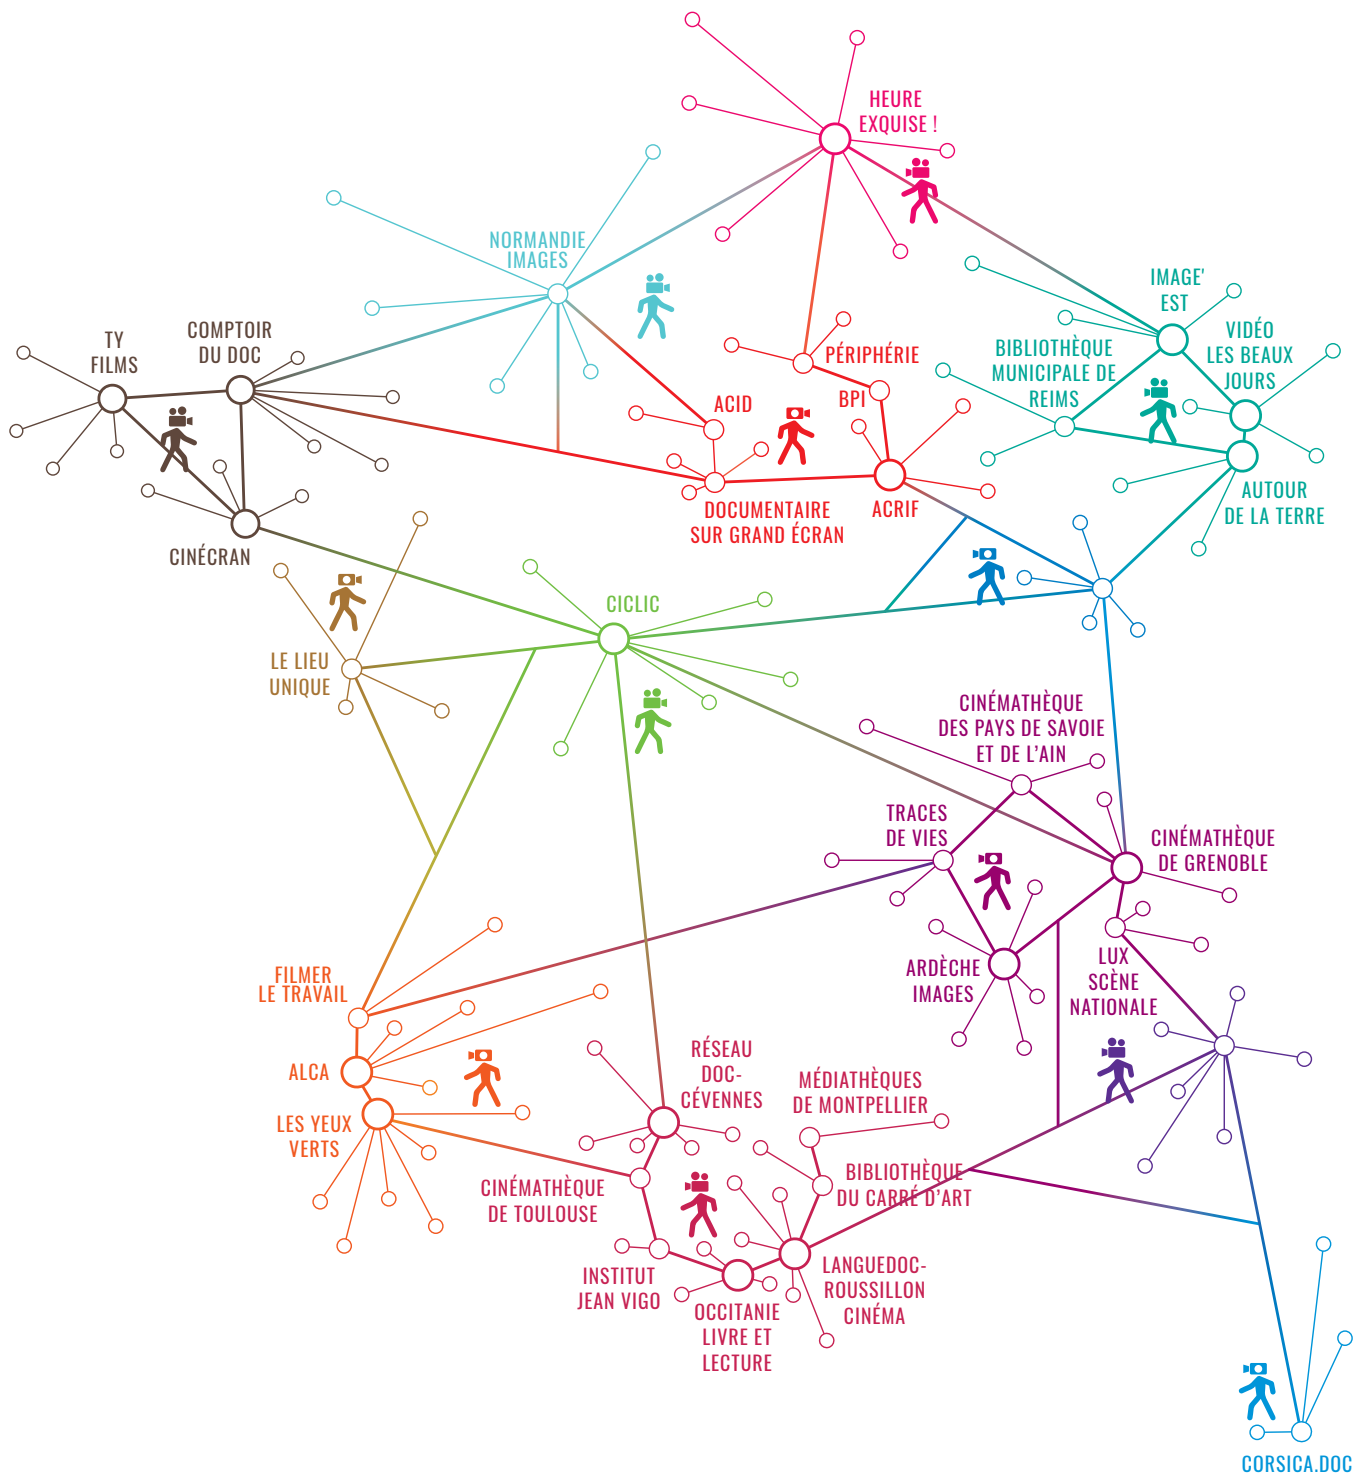 HEURE
EXQUISE !
NORMANDIE
IMAGES
IMAGE'
EST
TY
FILMS
COMPTOIR
DU DOC
VIDÉO
LES BEAUX
JOURS
BIBLIOTHÈQUE
MUNICIPALE DE
REIMS
PÉRIPHÉRIE
BPI
ACID
DOCUMENTAIRE
SUR GRAND ÉCRAN
ACRIF
AUTOUR
DE LA TERRE
CINÉCRAN
CICLIC
LE LIEU
UNIQUE
CINÉMATHÈQUE
DES PAYS DE SAVOIE
ET DE L'AIN
TRACES
DE VIES
CINÉMATHÈQUE
DE GRENOBLE
ARDÈCHE
IMAGES
LUX
SCÈNE
NATIONALE
FILMER
LE TRAVAIL
ALCA
LES YEUX
VERTS
RÉSEAU
DOC-
CÉVENNES
MÉDIATHÈQUES
DE MONTPELLIER
CINÉMATHÈQUE
DE TOULOUSE
BIBLIOTHÈQUE
DU CARRÉ D'ART
INSTITUT
JEAN VIGO
OCCITANIE
LIVRE ET
LECTURE
LANGUEDOC-
ROUSSILLON
CINÉMA
CORSICA.DOC